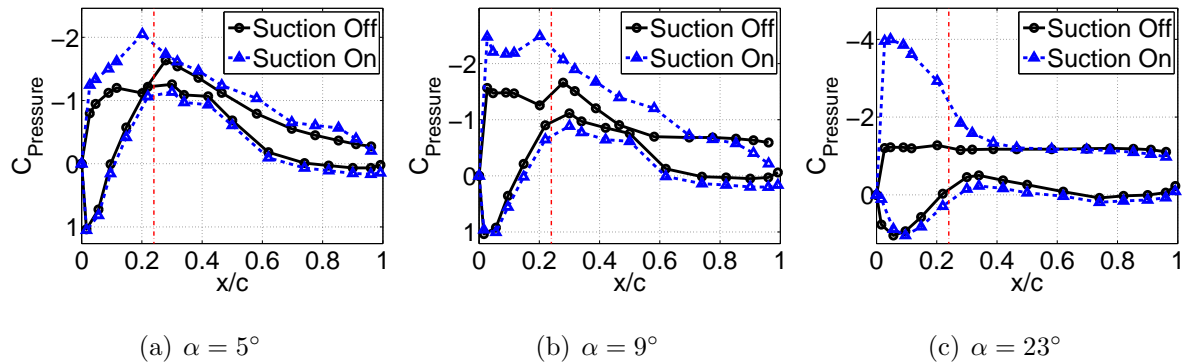 −2
−1
0
1
C_Pressure
0 0.2 0.4 0.6 0.8 1
x/c
Suction Off
Suction On
(a) α = 5°
−2
−1
0
1
C_Pressure
0 0.2 0.4 0.6 0.8 1
x/c
Suction Off
Suction On
(b) α = 9°
−4
−2
0
C_Pressure
0 0.2 0.4 0.6 0.8 1
x/c
Suction Off
Suction On
(c) α = 23°